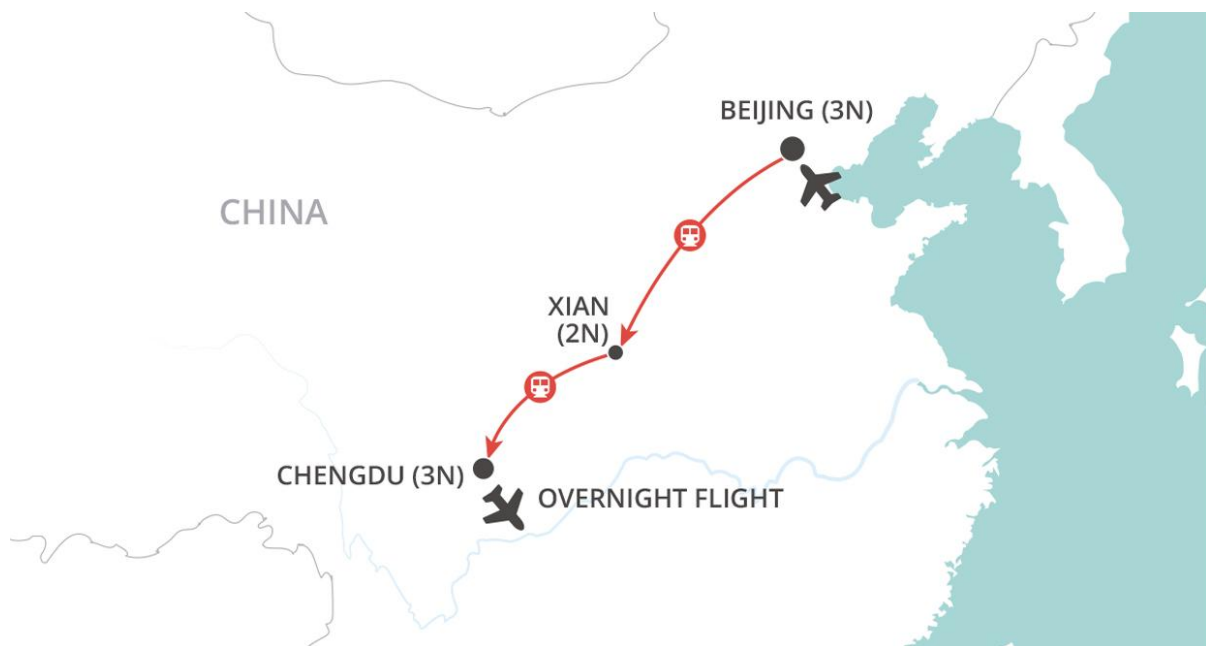 BEIJING (3N)
CHINA
XIAN
(2N)
CHENGDU (3N)
OVERNIGHT FLIGHT